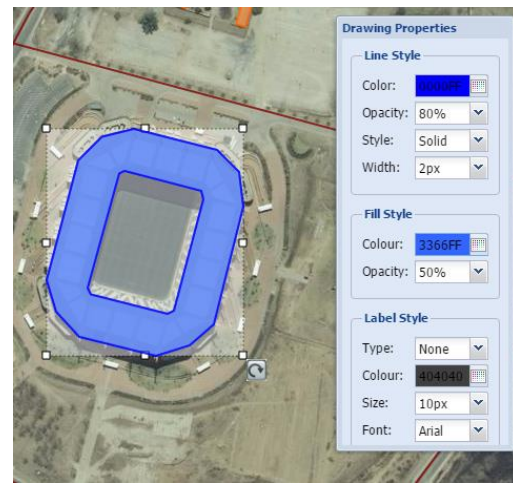 Drawing Properties
Line Style
Color: 0000FF
Opacity: 80%
Style: Solid
Width: 2px
Fill Style
Colour: 3366FF
Opacity: 50%
Label Style
Type: None
Colour: 404040
Size: 10px
Font: Arial